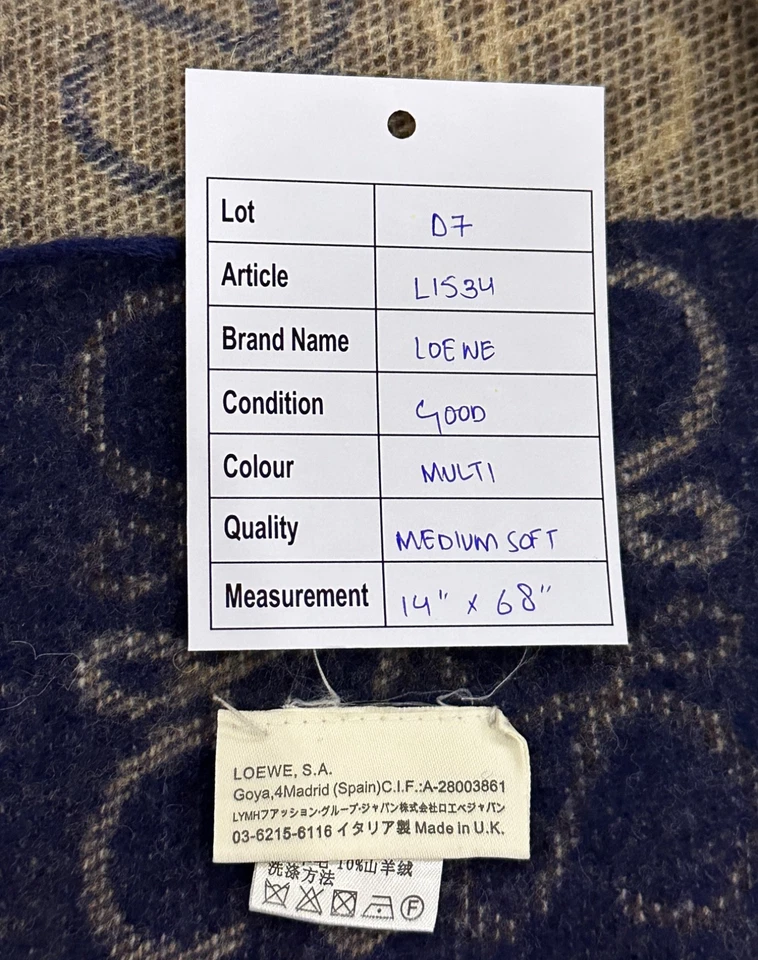 Lot D7
Article L1534
Brand Name LOEWE
Condition GOOD
Colour MULTI
Quality MEDIUM SOFT
Measurement 14" x 68"
LOEWE, S.A.
Goya,4Madrid (Spain)C.I.F.:A-28003861
LYMHファッション・グループ・ジャパン株式会社ロエベジャパン
03-6215-6116 イタリア製 Made in U.K.
10%山羊绒
洗涤方法
F